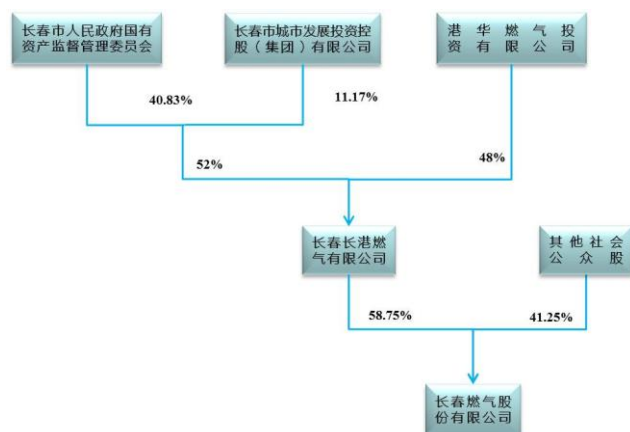 长春市人民政府国有
资产监督管理委员会
长春市城市发展投资控
股（集团）有限公司
港华燃气投
资有限公司
40.83%
11.17%
52%
48%
长春长港燃
气有限公司
其他社会
公众股
58.75%
41.25%
长春燃气股
份有限公司